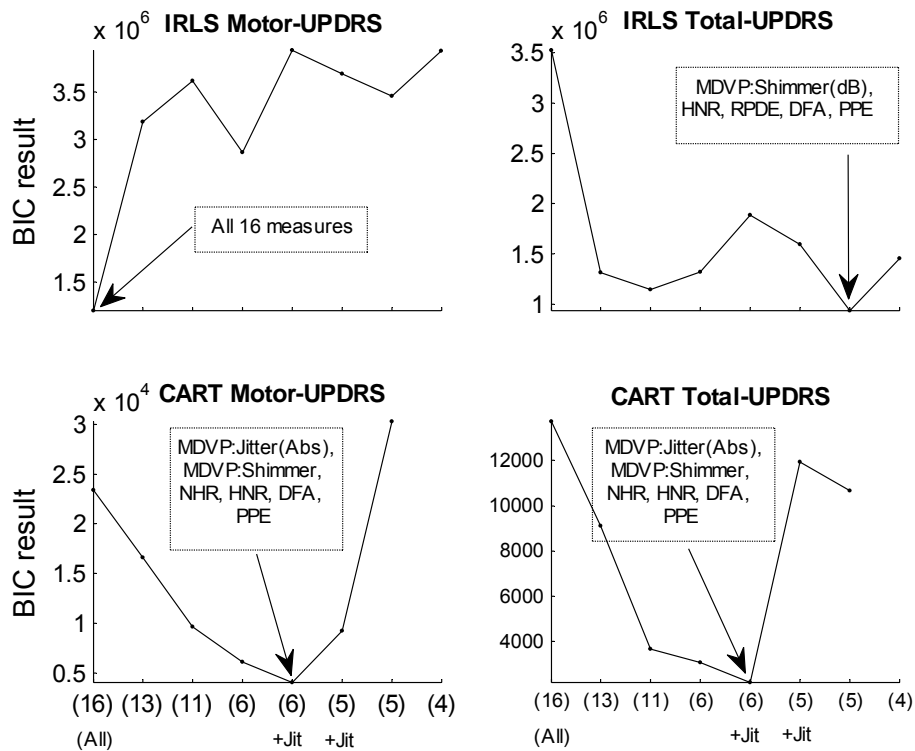 IRLS Motor-UPDRS
x 10^6
3.5
3
2.5
2
1.5
BIC result
All 16 measures
IRLS Total-UPDRS
x 10^6
3.5
3
2.5
2
1.5
1
MDVP:Shimmer(dB),
HNR, RPDE, DFA, PPE
CART Motor-UPDRS
x 10^4
3
2.5
2
1.5
1
0.5
BIC result
MDVP:Jitter(Abs),
MDVP:Shimmer,
NHR, HNR, DFA,
PPE
(16) (13) (11) (6) (6) (5) (5) (4)
(All) +Jit +Jit
CART Total-UPDRS
12000
10000
8000
6000
4000
MDVP:Jitter(Abs),
MDVP:Shimmer,
NHR, HNR, DFA,
PPE
(16) (13) (11) (6) (6) (5) (5) (4)
(All) +Jit +Jit